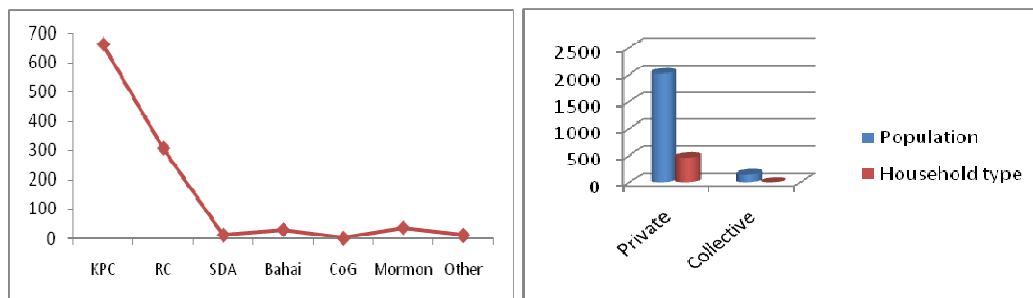 700
600
500
400
300
200
100
0
KPC RC SDA Bahai CoG Mormon Other
2500
2000
1500
1000
500
0
Private
Collective
Population
Household type